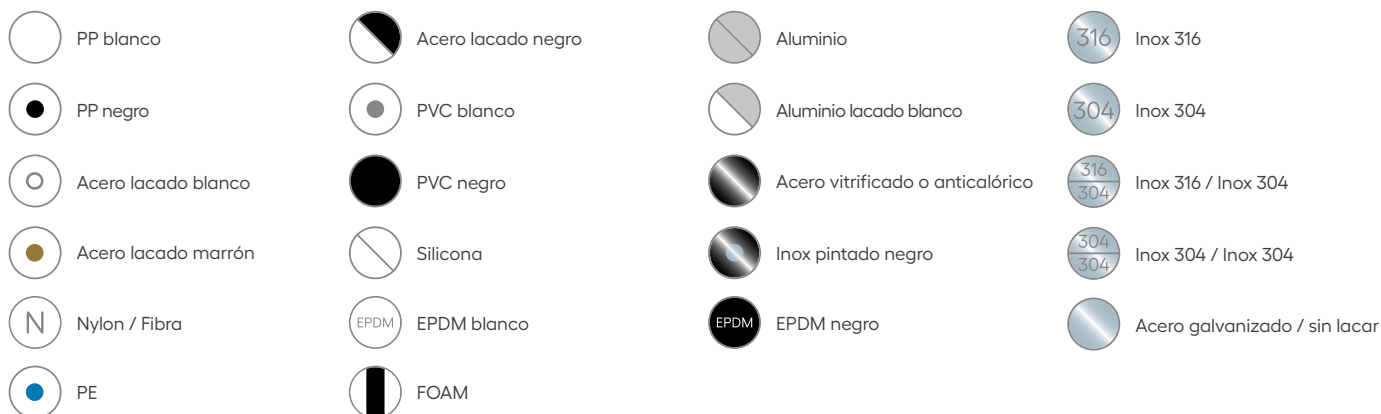 PP blanco
PP negro
Acero lacado blanco
Acero lacado marrón
N Nylon / Fibra
PE
Acero lacado negro
PVC blanco
PVC negro
Silicona
EPDM EPDM blanco
FOAM
Aluminio
Aluminio lacado blanco
Acero vitrificado o anticalórico
Inox pintado negro
EPDM EPDM negro
316 Inox 316
304 Inox 304
316
304
Inox 316 / Inox 304
304
304
Inox 304 / Inox 304
Acero galvanizado / sin lacar